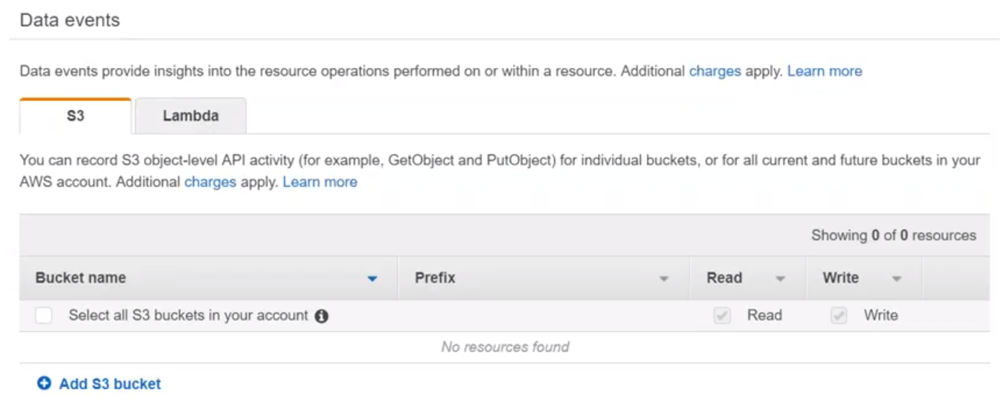 Data events
Data events provide insights into the resource operations performed on or within a resource. Additional charges apply. Learn more
S3 Lambda
You can record S3 object-level API activity (for example, GetObject and PutObject) for individual buckets, or for all current and future buckets in your
AWS account. Additional charges apply. Learn more
Showing 0 of 0 resources
Bucket name Prefix Read Write
Select all S3 buckets in your account Read Write
No resources found
Add S3 bucket